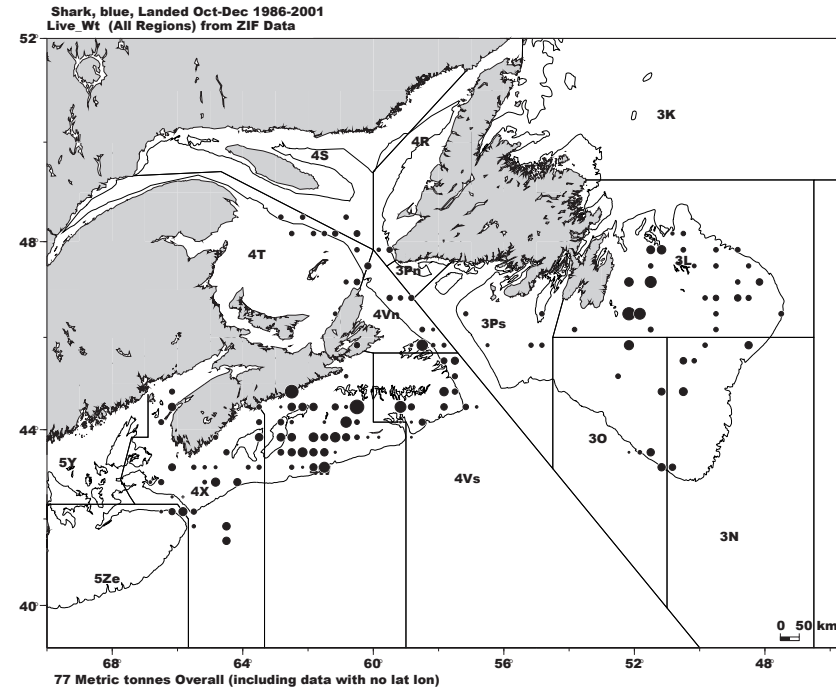 Shark, blue, Landed Oct-Dec 1986-2001
Live_Wt (All Regions) from ZIF Data
52°
3K
4R
4S
48°
4T
3L
3Pn
4Vn
3Ps
44°
3O
5Y
4Vs
4X
3N
5Ze
40°
0 50 km
68° 64° 60° 56° 52° 48°
77 Metric tonnes Overall (including data with no lat lon)